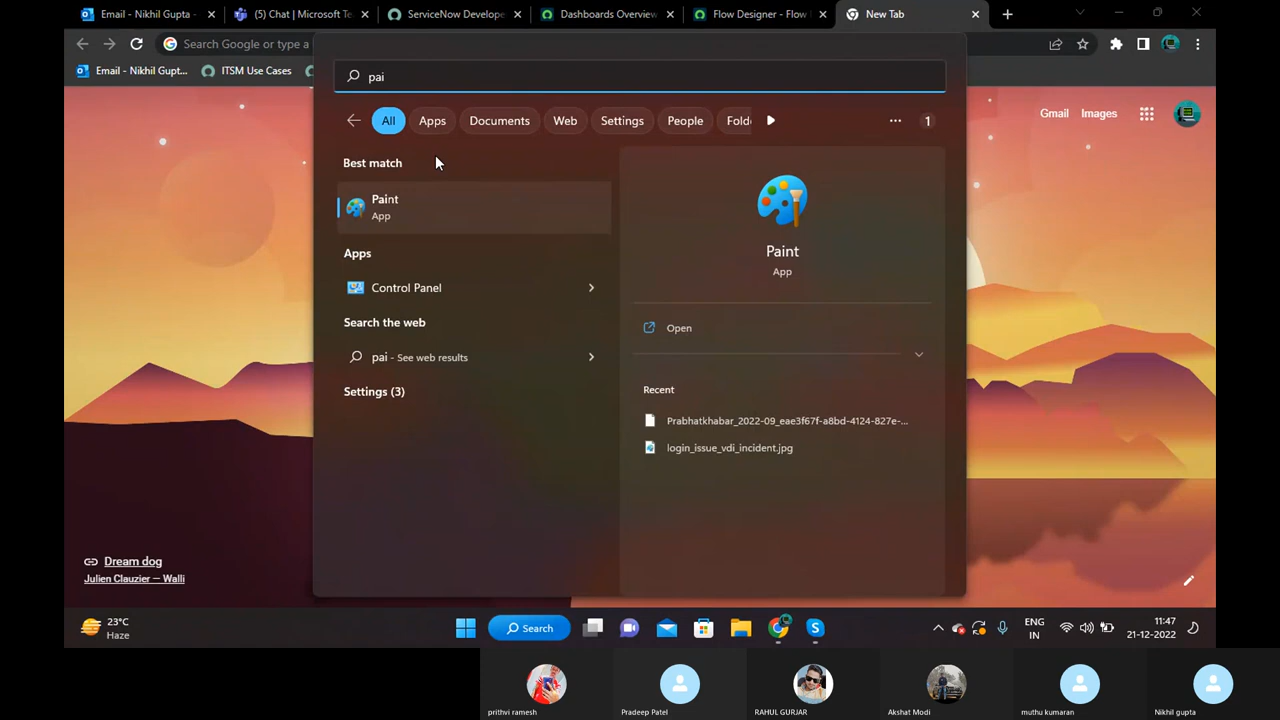 Email - Nikhil Gupta -
(5) Chat | Microsoft Te
ServiceNow Develope
Dashboards Overview
Flow Designer - Flow
New Tab
Search Google or type a
Email - Nikhil Gupt...
ITSM Use Cases
pai
All
Apps
Documents
Web
Settings
People
Folde
1
Gmail
Images
Best match
Paint
App
Apps
Control Panel
Search the web
pai - See web results
Settings (3)
Paint
App
Open
Recent
Prabhatkhabar_2022-09_eae3f67f-a8bd-4124-827e-...
login_issue_vdi_incident.jpg
Dream dog
Julien Clauzier — Walli
23°C
Haze
Search
ENG
IN
11:47
21-12-2022
prithvi ramesh
Pradeep Patel
RAHUL GURJAR
Akshat Modi
muthu kumaran
Nikhil gupta